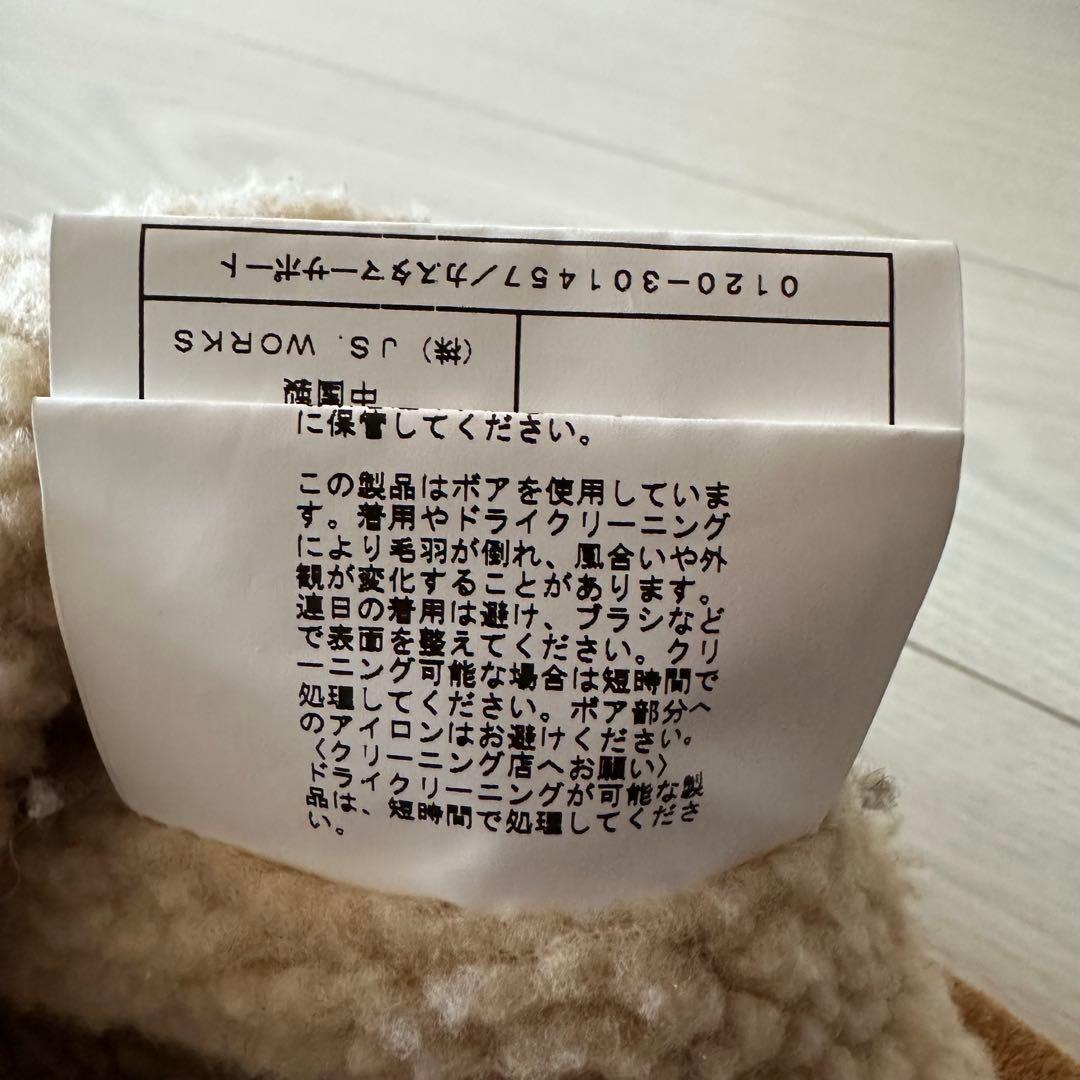 0120-301457/カスタマーサポート
(株) JS. WORKS
中国製
に保管してください。
この製品はボアを使用していま
す。着用やドライクリーニング
により毛羽が倒れ、風合いや外
観が変化することがあります。
連日の着用は避け、ブラシなど
で表面を整えてください。クリ
ーニング可能な場合は短時間で
処理してください。ボア部分へ
のアイロンはお避けください。
〈クリーニング店へお願い〉
ドライクリーニングが可能な製
品は、短時間で処理してくださ
い。